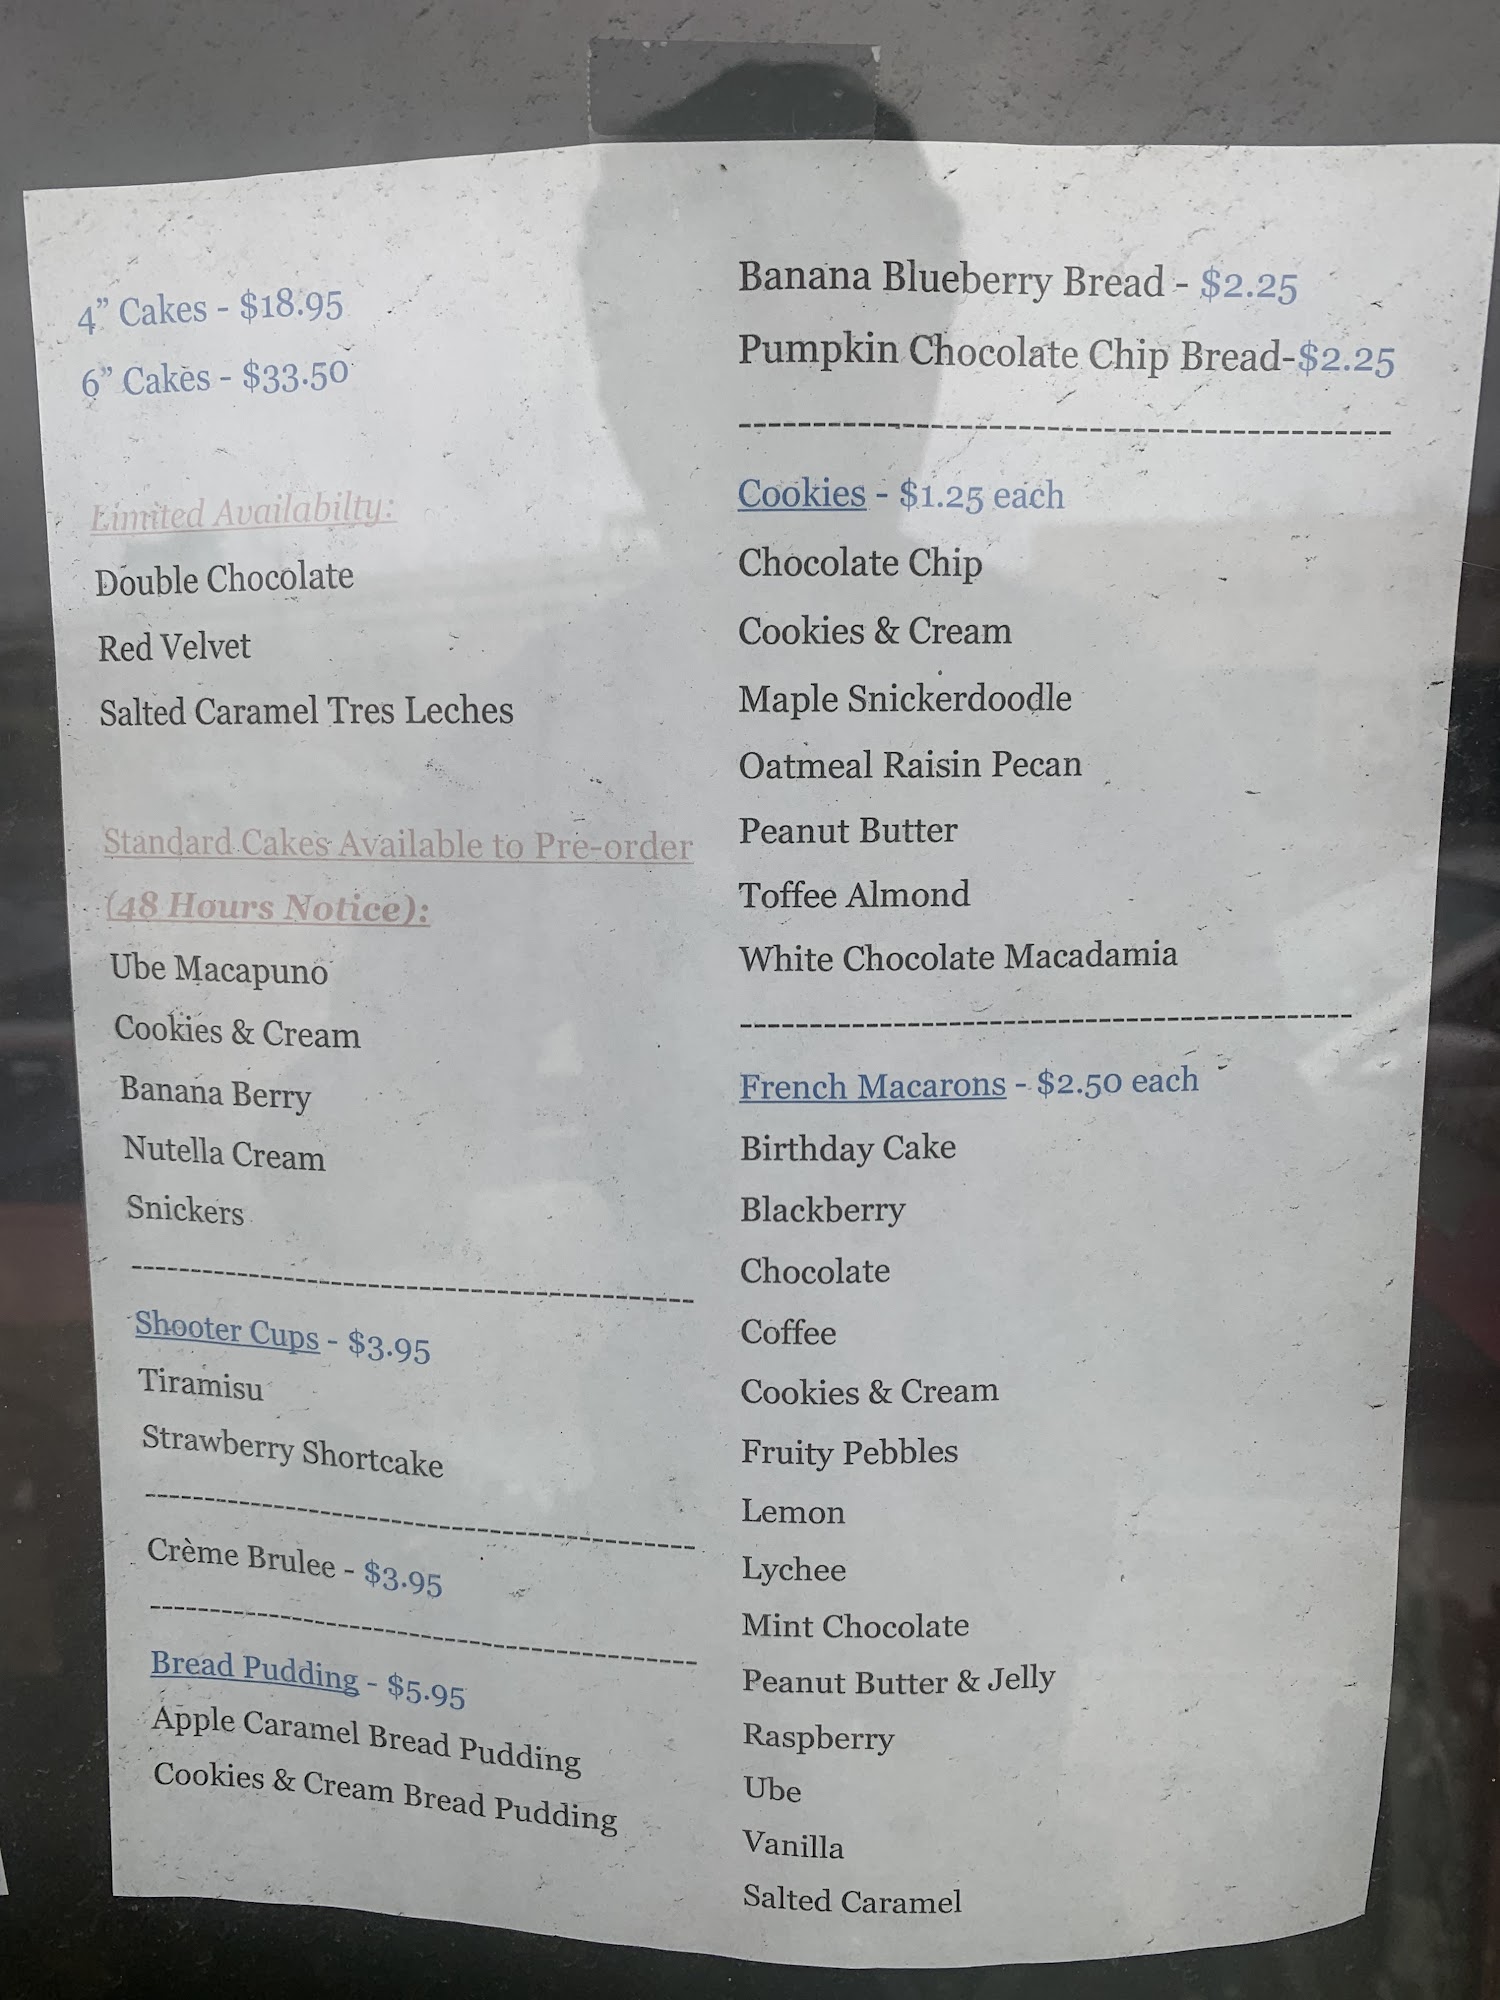 4” Cakes - $18.95
6” Cakes - $33.50
Limited Availabilty:
Double Chocolate
Red Velvet
Salted Caramel Tres Leches
Standard Cakes Available to Pre-order
(48 Hours Notice):
Ube Macapuno
Cookies & Cream
Banana Berry
Nutella Cream
Snickers
--------------------------------------
Shooter Cups - $3.95
Tiramisu
Strawberry Shortcake
--------------------------------------
Crème Brulee - $3.95
--------------------------------------
Bread Pudding - $5.95
Apple Caramel Bread Pudding
Cookies & Cream Bread Pudding
Banana Blueberry Bread - $2.25
Pumpkin Chocolate Chip Bread-$2.25
--------------------------------------------
Cookies - $1.25 each
Chocolate Chip
Cookies & Cream
Maple Snickerdoodle
Oatmeal Raisin Pecan
Peanut Butter
Toffee Almond
White Chocolate Macadamia
--------------------------------------------
French Macarons - $2.50 each
Birthday Cake
Blackberry
Chocolate
Coffee
Cookies & Cream
Fruity Pebbles
Lemon
Lychee
Mint Chocolate
Peanut Butter & Jelly
Raspberry
Ube
Vanilla
Salted Caramel